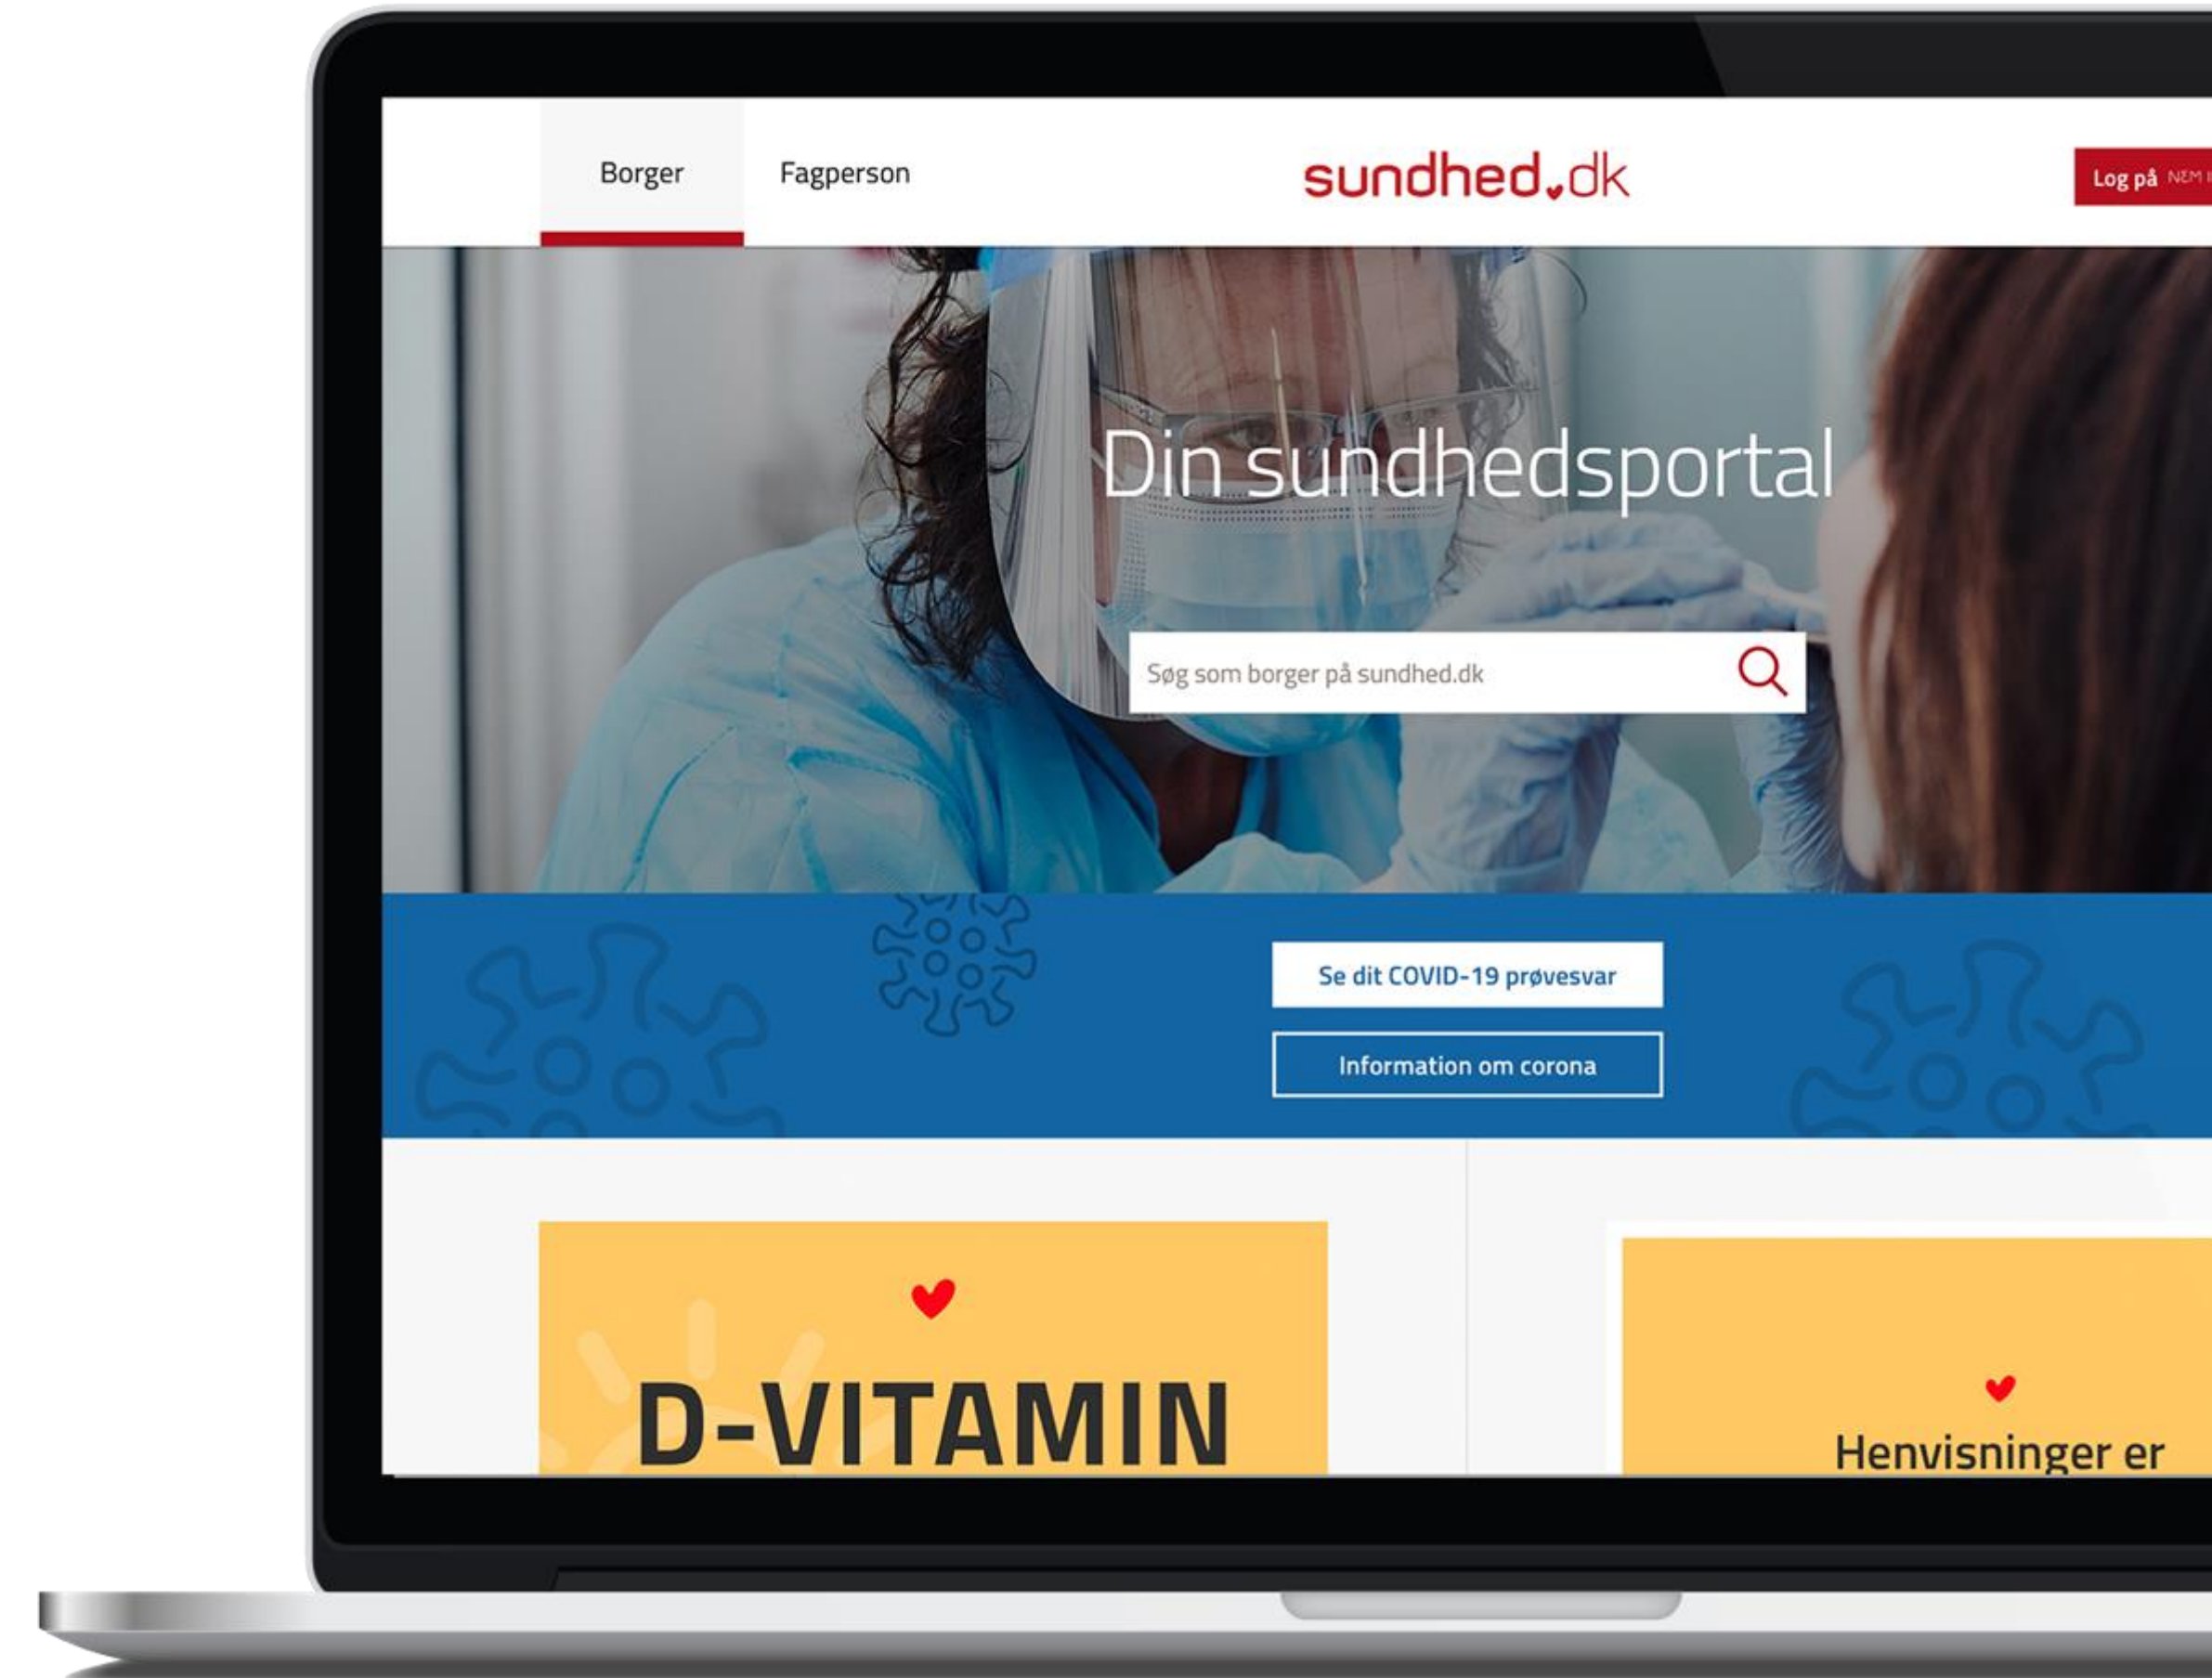 Borger
Fagperson
sundhed.dk
Log på NEM
Din sundhedsportal
Søg som borger på sundhed.dk
Se dit COVID-19 prøvesvar
Information om corona
D-VITAMIN
Henvisninger er